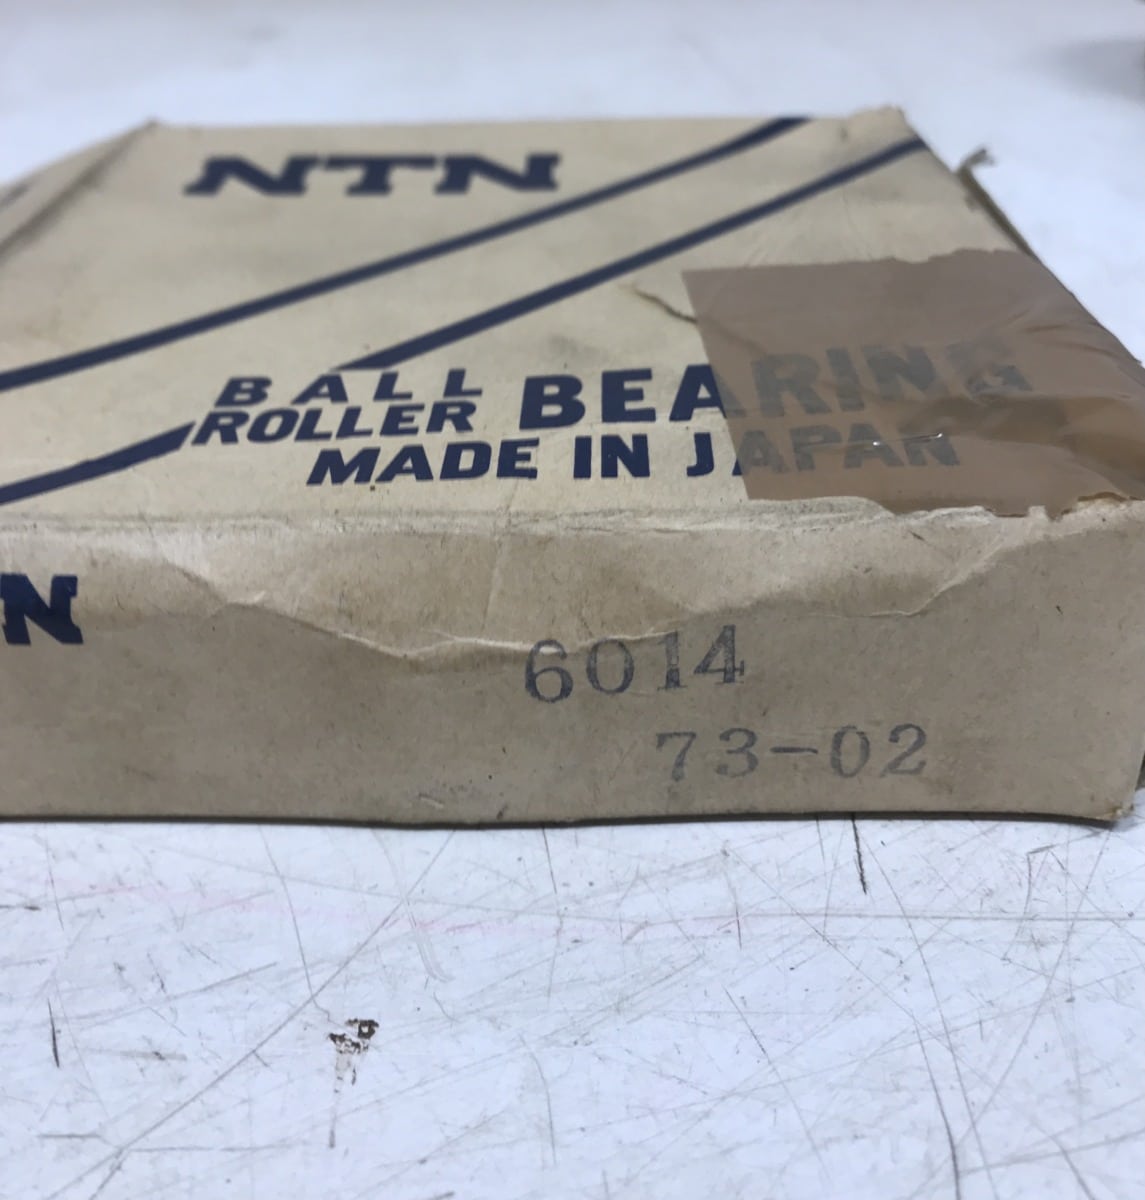 NTN
BALL
ROLLER BEARING
MADE IN JAPAN
N
6014
73-02